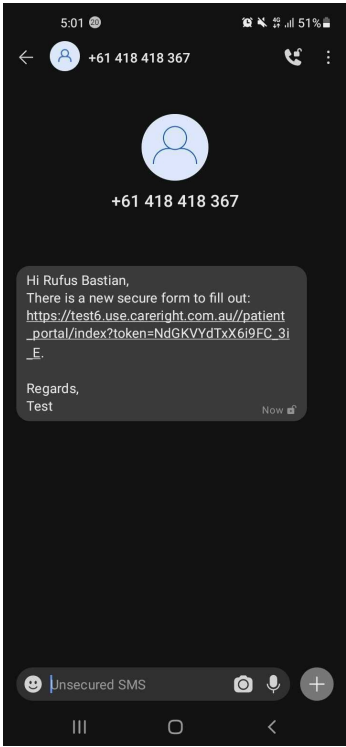 5:01 20 4G 51%
+61 418 418 367
+61 418 418 367
Hi Rufus Bastian,
There is a new secure form to fill out:
https://test6.use.careright.com.au//patient
_portal/index?token=NdGKVYdTxX6i9FC_3i
_E.
Regards,
Test
Now
Unsecured SMS